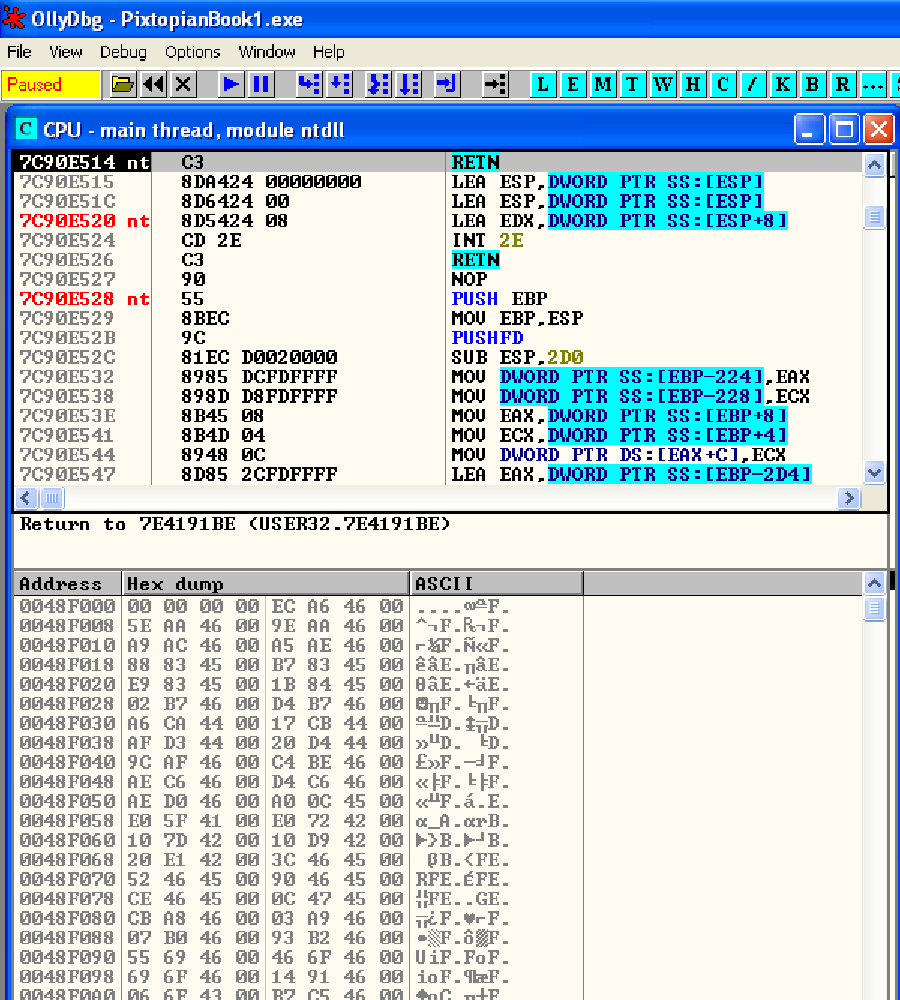 OllyDbg - PixtopianBook1.exe
File View Debug Options Window Help
Paused L E M T W H C / K B R ...
C CPU - main thread, module ntdll
7C90E514 nt C3 RETN
7C90E515 8DA424 00000000 LEA ESP,DWORD PTR SS:[ESP]
7C90E51C 8D6424 00 LEA ESP,DWORD PTR SS:[ESP]
7C90E520 nt 8D5424 08 LEA EDX,DWORD PTR SS:[ESP+8]
7C90E524 CD 2E INT 2E
7C90E526 C3 RETN
7C90E527 90 NOP
7C90E528 nt 55 PUSH EBP
7C90E529 8BEC MOV EBP,ESP
7C90E52B 9C PUSHFD
7C90E52C 81EC D0020000 SUB ESP,2D0
7C90E532 8985 DCFDFFFF MOV DWORD PTR SS:[EBP-224],EAX
7C90E538 898D D8FDFFFF MOV DWORD PTR SS:[EBP-228],ECX
7C90E53E 8B45 08 MOV EAX,DWORD PTR SS:[EBP+8]
7C90E541 8B4D 04 MOV ECX,DWORD PTR SS:[EBP+4]
7C90E544 8948 0C MOV DWORD PTR DS:[EAX+C],ECX
7C90E547 8D85 2CFDFFFF LEA EAX,DWORD PTR SS:[EBP-2D4]
Return to 7E4191BE (USER32.7E4191BE)
Address Hex dump ASCII
0048F000 00 00 00 00 EC A6 46 00 ....∞ªF.
0048F008 5E AA 46 00 9E AA 46 00 ^¬F.₧¬F.
0048F010 A9 AC 46 00 A5 AE 46 00 ⌐¼F.Ñ«F.
0048F018 88 83 45 00 B7 83 45 00 êâE.╖âE.
0048F020 E9 83 45 00 1B 84 45 00 θâE.←äE.
0048F028 02 B7 46 00 D4 B7 46 00 ☻╖F.╘╖F.
0048F030 A6 CA 44 00 17 CB 44 00 ª╩D.↨╦D.
0048F038 AF D3 44 00 20 D4 44 00 »╙D. ╘D.
0048F040 9C AF 46 00 C4 BE 46 00 £»F.─╛F.
0048F048 AE C6 46 00 D4 C6 46 00 «╞F.╘╞F.
0048F050 AE D0 46 00 A0 0C 45 00 «╨F.á.E.
0048F058 E0 5F 41 00 E0 72 42 00 α_A.αrB.
0048F060 10 7D 42 00 10 D9 42 00 ►}B.►┘B.
0048F068 20 E1 42 00 3C 46 45 00 ßB.<FE.
0048F070 52 46 45 00 90 46 45 00 RFE.ÉFE.
0048F078 CE 46 45 00 0C 47 45 00 ╬FE..GE.
0048F080 CB A8 46 00 03 A9 46 00 ╦¿F.♥⌐F.
0048F088 07 B0 46 00 93 B2 46 00 •░F.ô▓F.
0048F090 55 69 46 00 46 6F 46 00 UiF.FoF.
0048F098 69 6F 46 00 14 91 46 00 ioF.¶æF.
0048F0A0 06 6F 43 00 B7 C5 46 00 ♠oC.╖┼F.